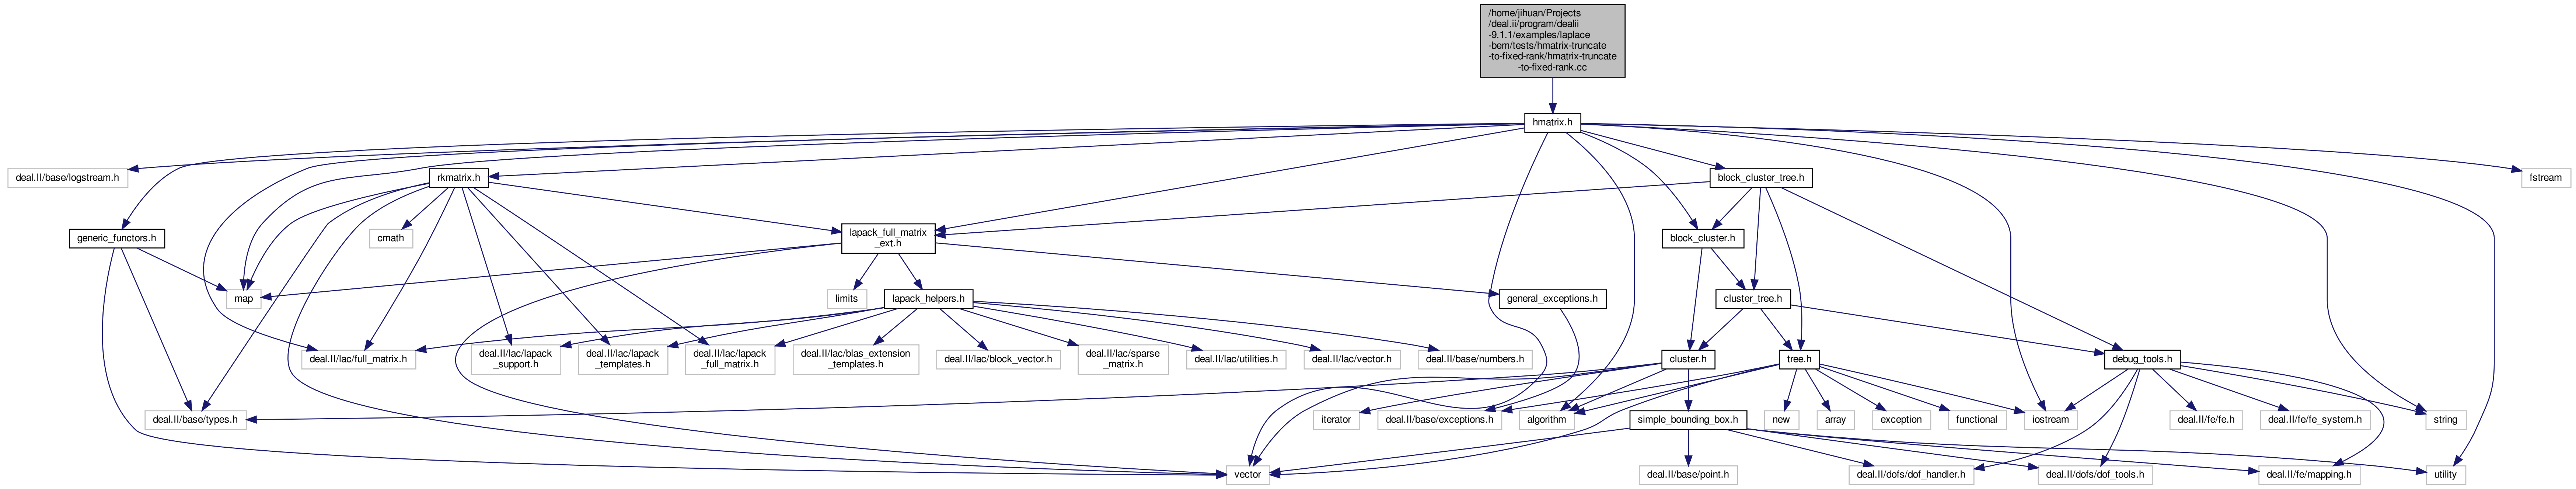 /home/jihuan/Projects
/deal.ii/program/dealii
-9.1.1/examples/laplace
-bem/tests/hmatrix-truncate
-to-fixed-rank/hmatrix-truncate
-to-fixed-rank.cc
hmatrix.h
deal.II/base/logstream.h
rkmatrix.h
block_cluster_tree.h
fstream
generic_functors.h
cmath
lapack_full_matrix
_ext.h
block_cluster.h
map
limits
lapack_helpers.h
general_exceptions.h
cluster_tree.h
deal.II/lac/full_matrix.h
deal.II/lac/lapack
_support.h
deal.II/lac/lapack
_templates.h
deal.II/lac/lapack
_full_matrix.h
deal.II/lac/blas_extension
_templates.h
deal.II/lac/block_vector.h
deal.II/lac/sparse
_matrix.h
deal.II/lac/utilities.h
deal.II/lac/vector.h
deal.II/base/numbers.h
cluster.h
tree.h
debug_tools.h
deal.II/base/types.h
iterator
deal.II/base/exceptions.h
algorithm
simple_bounding_box.h
new
array
exception
functional
iostream
deal.II/fe/fe.h
deal.II/fe/fe_system.h
string
vector
deal.II/base/point.h
deal.II/dofs/dof_handler.h
deal.II/dofs/dof_tools.h
deal.II/fe/mapping.h
utility